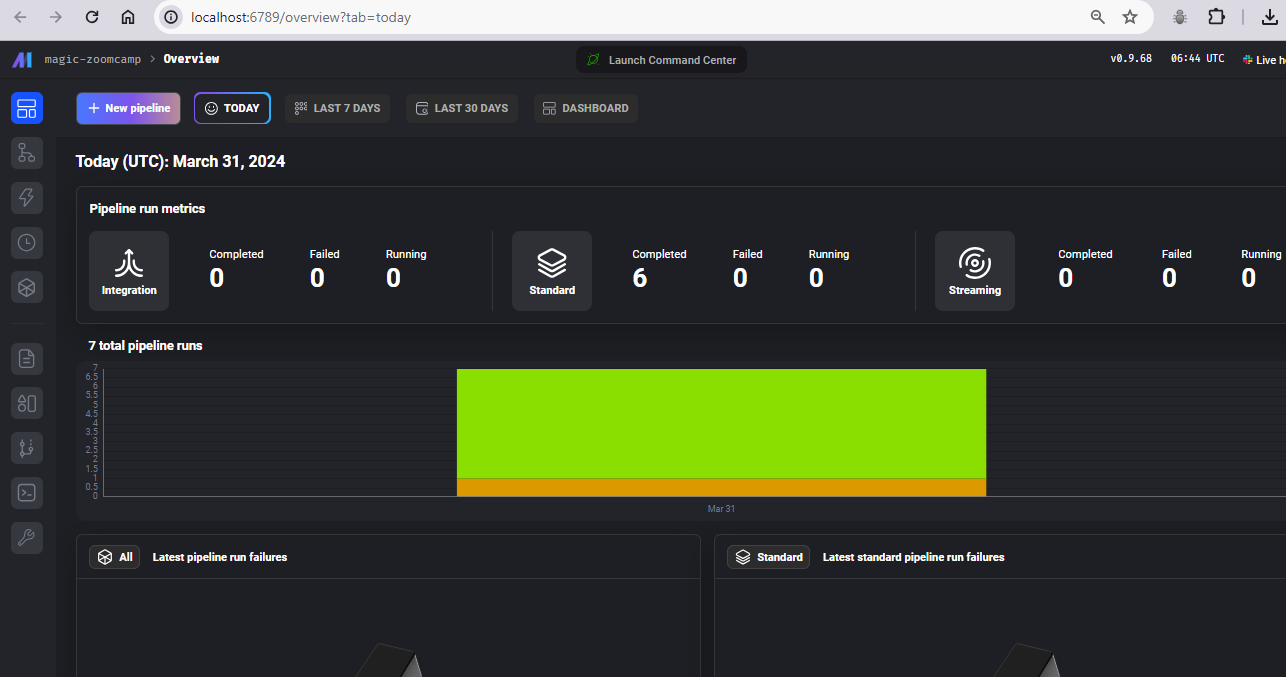 localhost:6789/overview?tab=today
magic-zoomcamp > Overview
Launch Command Center
v0.9.68 06:44 UTC Live he
+ New pipeline
TODAY
LAST 7 DAYS
LAST 30 DAYS
DASHBOARD
Today (UTC): March 31, 2024
Pipeline run metrics
Integration
Completed Failed Running
0 0 0
Standard
Completed Failed Running
6 0 0
Streaming
Completed Failed Running
0 0 0
7 total pipeline runs
7
6.5
6
5.5
5
4.5
4
3.5
3
2.5
2
1.5
1
0.5
0
Mar 31
All Latest pipeline run failures
Standard Latest standard pipeline run failures